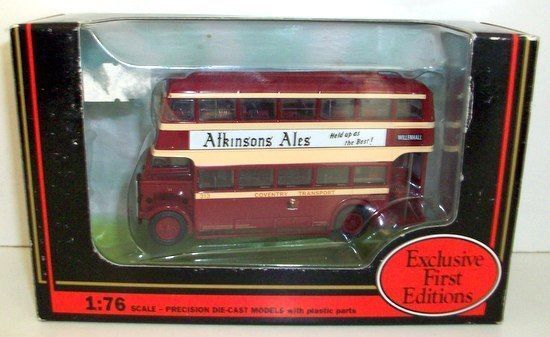 Atkinsons Ales
Held up as
the Best!
WILLENHALL
COVENTRY TRANSPORT
Exclusive
First
Editions
1:76 SCALE - PRECISION DIE-CAST MODELS with plastic parts